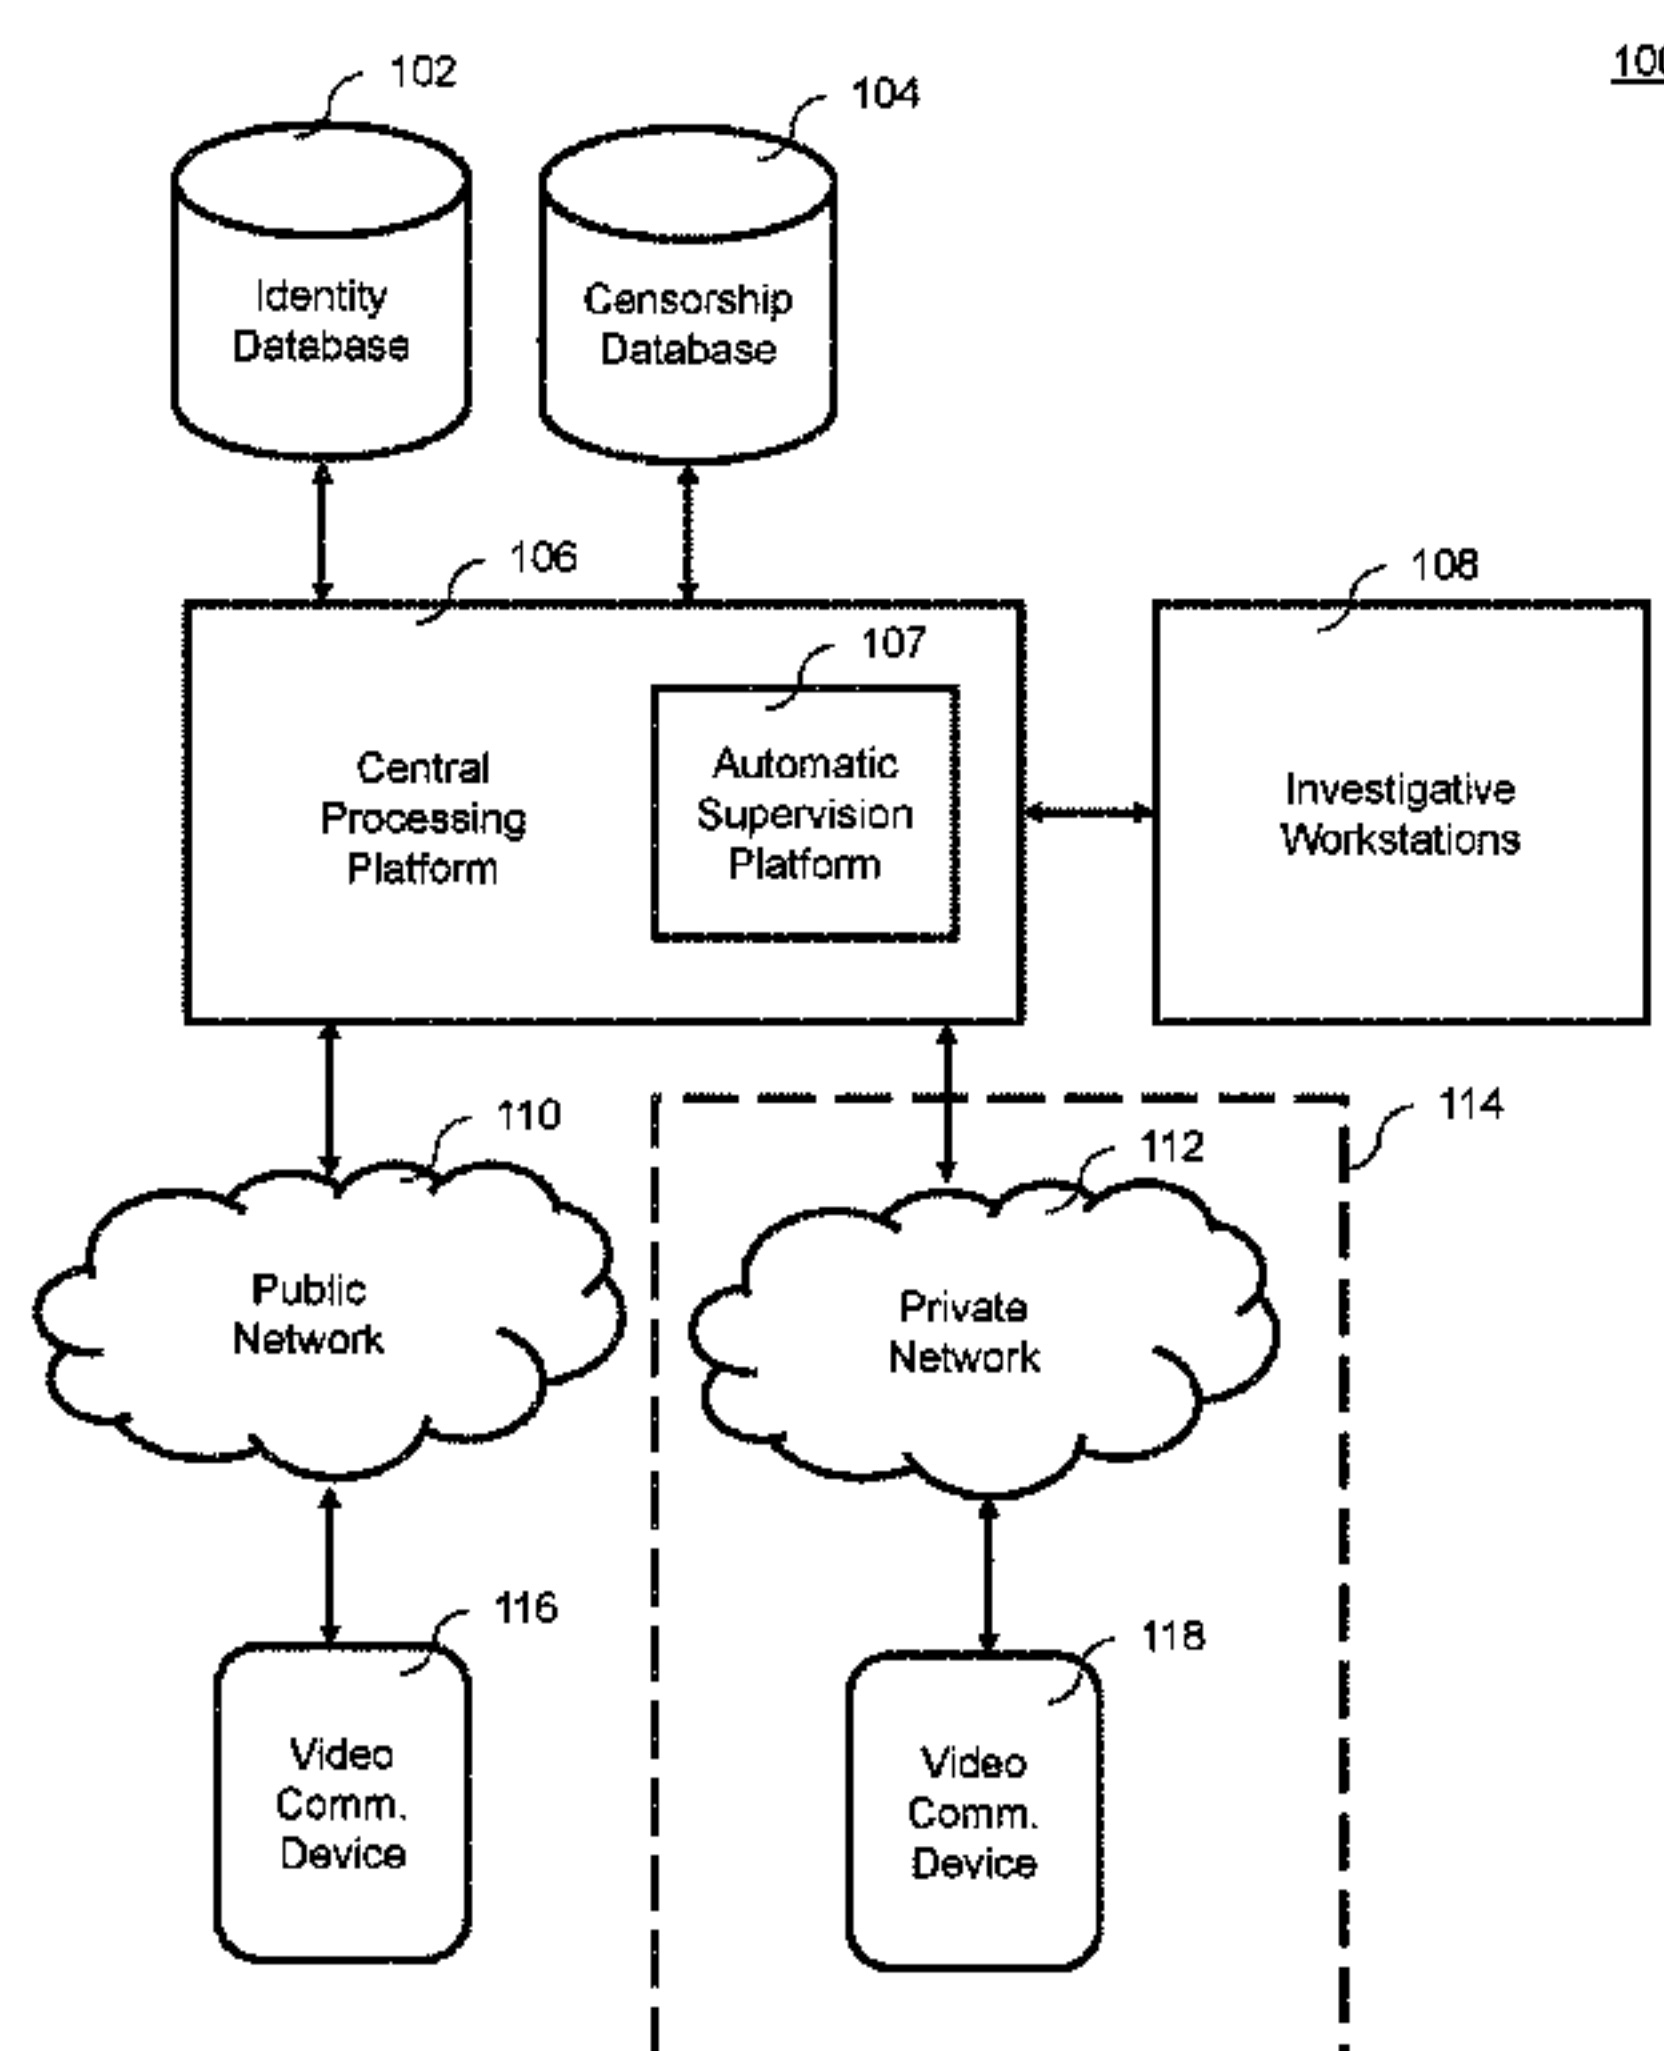 102
104
100
Identity
Database
Censorship
Database
106
108
107
Central
Processing
Platform
Automatic
Supervision
Platform
Investigative
Workstations
110
112
114
Public
Network
Private
Network
116
118
Video
Comm.
Device
Video
Comm.
Device